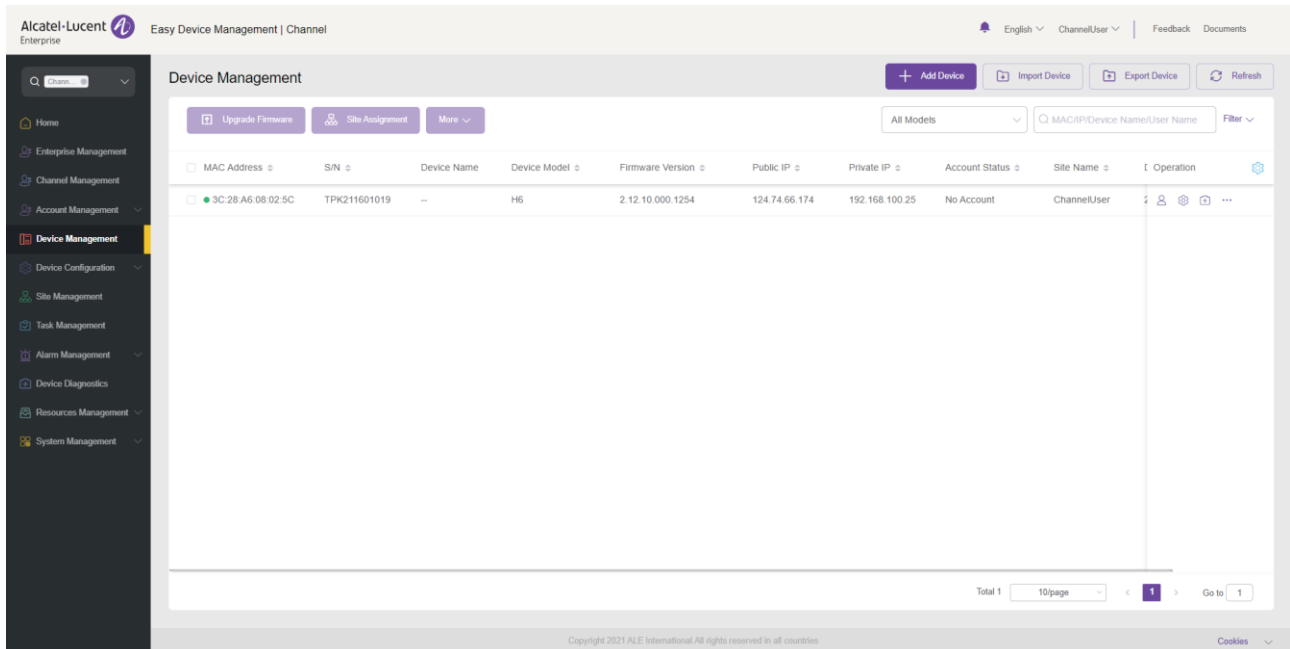 Alcatel·Lucent
Enterprise
Easy Device Management | Channel
English
ChannelUser
Feedback
Documents
Chann...
Device Management
Add Device
Import Device
Export Device
Refresh
Home
Enterprise Management
Channel Management
Account Management
Device Management
Device Configuration
Site Management
Task Management
Alarm Management
Device Diagnostics
Resources Management
System Management
Upgrade Firmware
Site Assignment
More
All Models
MAC/IP/Device Name/User Name
Filter
MAC Address S/N Device Name Device Model Firmware Version Public IP Private IP Account Status Site Name Operation
3C:28:A6:08:02:5C TPK211601019 -- H6 2.12.10.000.1254 124.74.66.174 192.168.100.25 No Account ChannelUser 2 ...
Total 1 10/page < 1 > Go to 1
Copyright 2021 ALE International.All rights reserved in all countries
Cookies